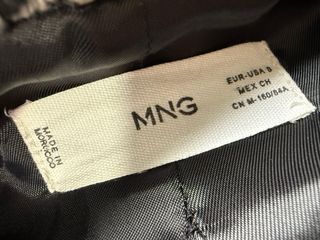 MNG
EUR-USA S
MEX CH
CN M-160/84A
MADE IN
MOROCCO